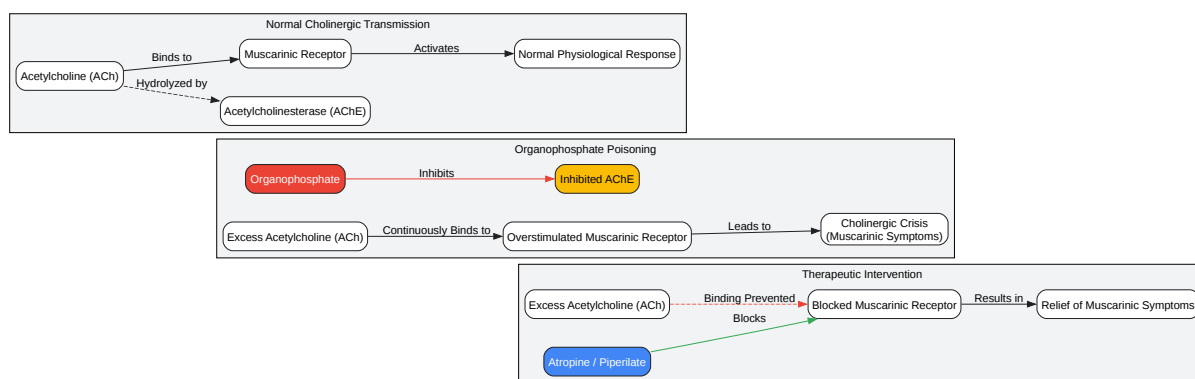 Normal Cholinergic Transmission
Acetylcholine (ACh)
Binds to
Muscarinic Receptor
Activates
Normal Physiological Response
Hydrolyzed by
Acetylcholinesterase (AChE)
Organophosphate Poisoning
Organophosphate
Inhibits
Inhibited AChE
Excess Acetylcholine (ACh)
Continuously Binds to
Overstimulated Muscarinic Receptor
Leads to
Cholinergic Crisis
(Muscarinic Symptoms)
Therapeutic Intervention
Excess Acetylcholine (ACh)
Binding Prevented
Blocked Muscarinic Receptor
Results in
Relief of Muscarinic Symptoms
Blocks
Atropine / Piperilate